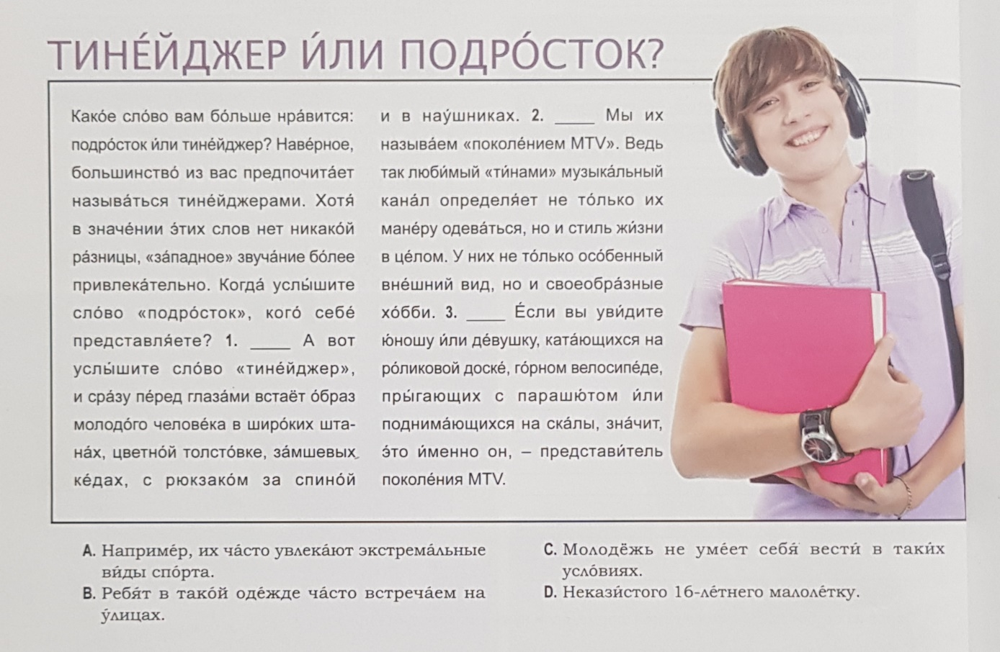 ТИНЕ́ЙДЖЕР И́ЛИ ПОДРО́СТОК?
Како́е сло́во вам бо́льше нра́вится:
подро́сток и́ли тине́йджер? Наве́рное,
большинство́ из вас предпочита́ет
называ́ться тине́йджерами. Хотя́
в значе́нии э́тих слов нет никако́й
ра́зницы, «за́падное» звуча́ние бо́лее
привлека́тельно. Когда́ услы́шите
сло́во «подро́сток», кого́ себе́
представля́ете? 1. ____ А вот
услы́шите сло́во «тине́йджер»,
и сра́зу пе́ред глаза́ми встаёт о́браз
молодо́го челове́ка в широ́ких шта-
на́х, цветно́й толсто́вке, за́мшевых
ке́дах, с рюкзако́м за спино́й
и в нау́шниках. 2. ____ Мы их
называ́ем «поколе́нием MTV». Ведь
так люби́мый «ти́нами» музыка́льный
кана́л определя́ет не то́лько их
мане́ру одева́ться, но и стиль жи́зни
в це́лом. У них не то́лько осо́бенный
вне́шний вид, но и своеобра́зные
хо́бби. 3. ____ Е́сли вы уви́дите
ю́ношу и́ли де́вушку, ката́ющихся на
ро́ликовой доске́, го́рном велосипе́де,
пры́гающих с парашю́том и́ли
поднима́ющихся на ска́лы, зна́чит,
э́то и́менно он, – представи́тель
поколе́ния MTV.
A. Наприме́р, их ча́сто увлека́ют экстрема́льные
ви́ды спо́рта.
B. Ребя́т в тако́й оде́жде ча́сто встреча́ем на
у́лицах.
C. Молодёжь не уме́ет себя́ вести́ в таки́х
усло́виях.
D. Некази́стого 16-ле́тнего малоле́тку.